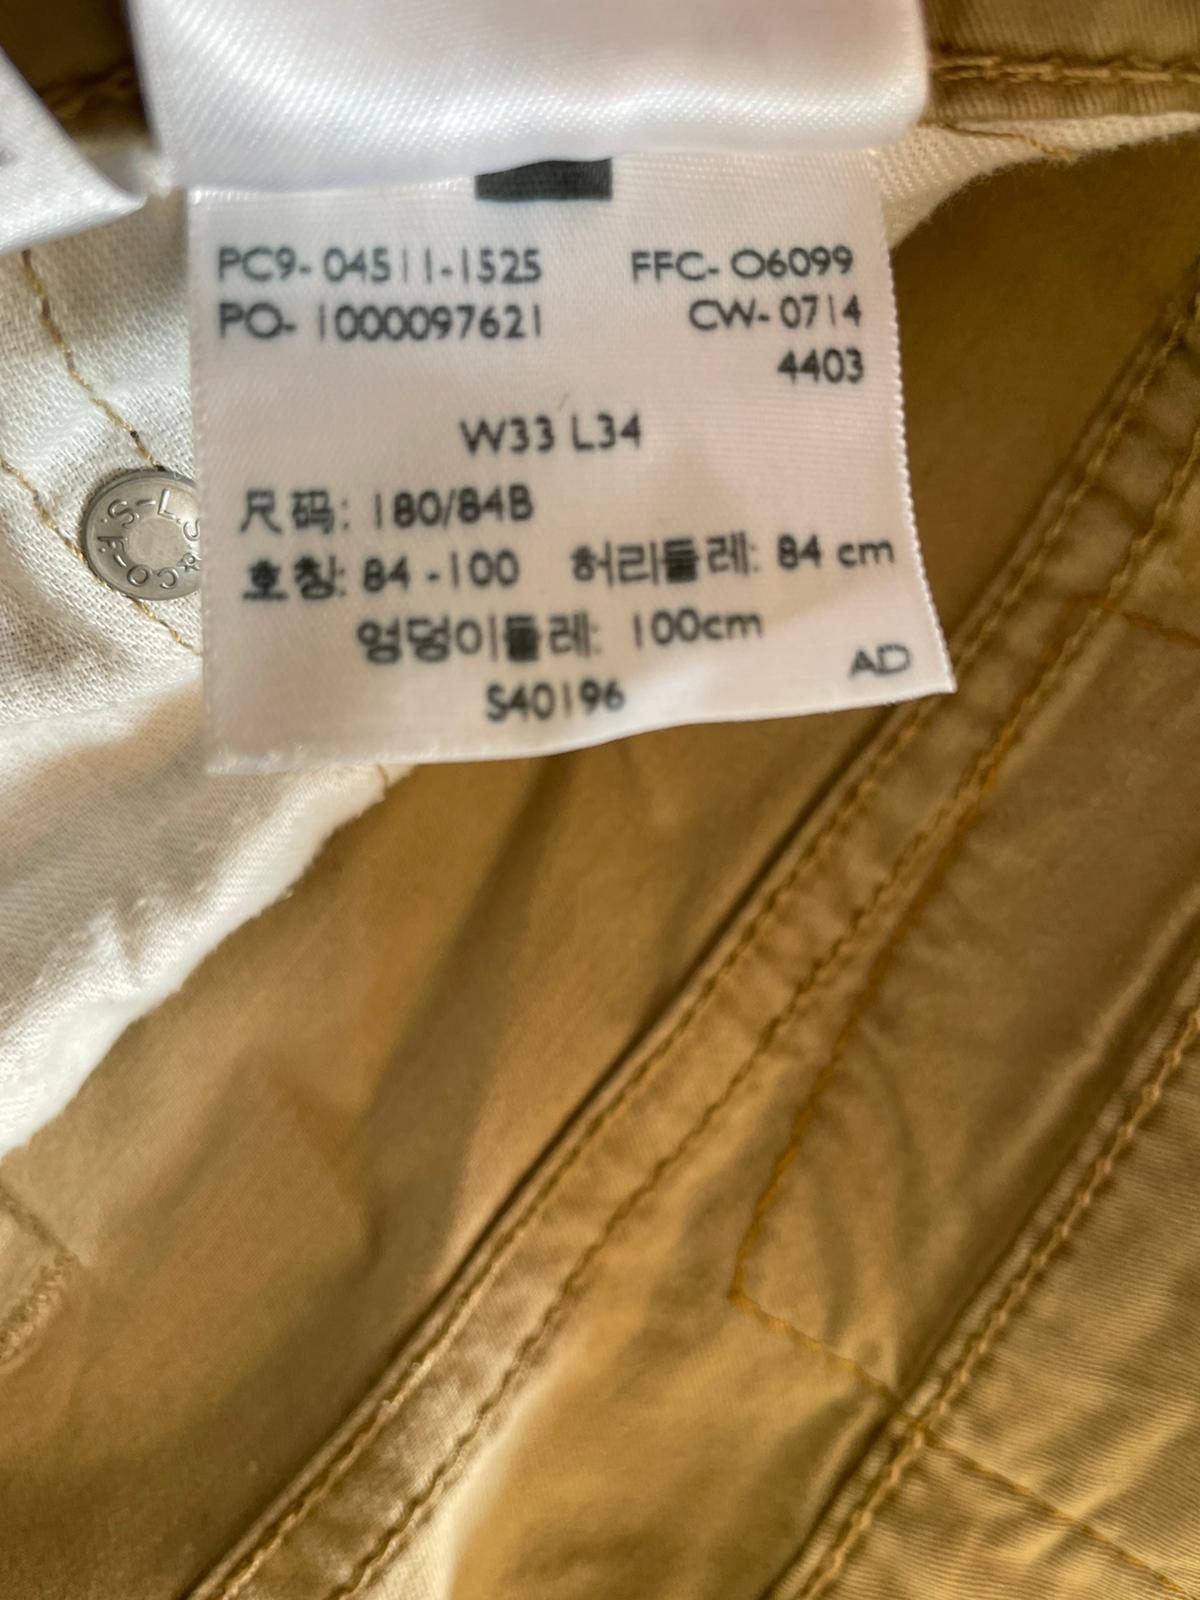 PC9- 04511-1525 FFC- O6099
PO- 1000097621 CW- 0714
4403
W33 L34
尺码: 180/84B
호칭: 84 -100 허리둘레: 84 cm
엉덩이둘레: 100cm
AD
S40196